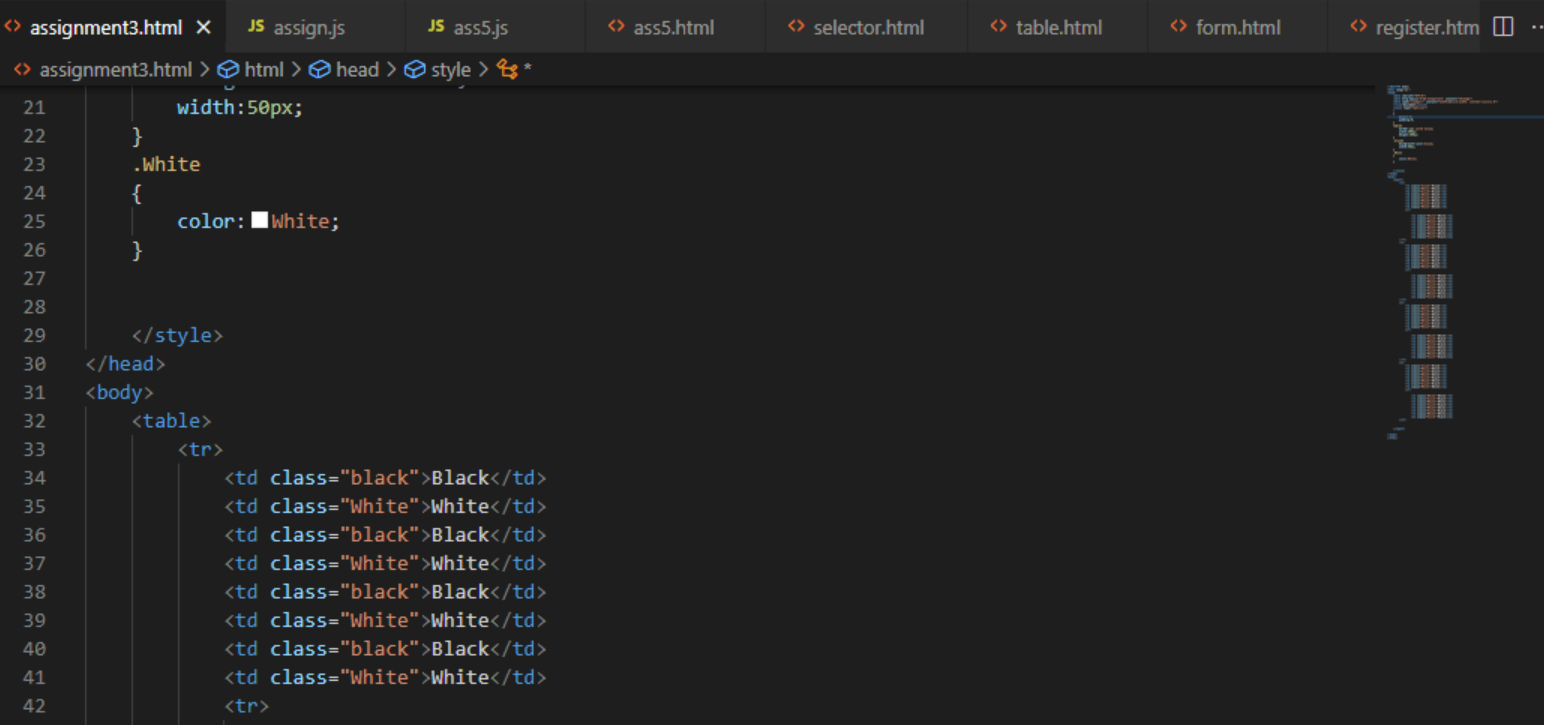 assignment3.html × JS assign.js JS ass5.js ass5.html selector.html table.html form.html register.htm
assignment3.html > html > head > style > *
21 width:50px;
22 }
23 .White
24 {
25 color: White;
26 }
27
28
29 </style>
30 </head>
31 <body>
32 <table>
33 <tr>
34 <td class="black">Black</td>
35 <td class="White">White</td>
36 <td class="black">Black</td>
37 <td class="White">White</td>
38 <td class="black">Black</td>
39 <td class="White">White</td>
40 <td class="black">Black</td>
41 <td class="White">White</td>
42 <tr>